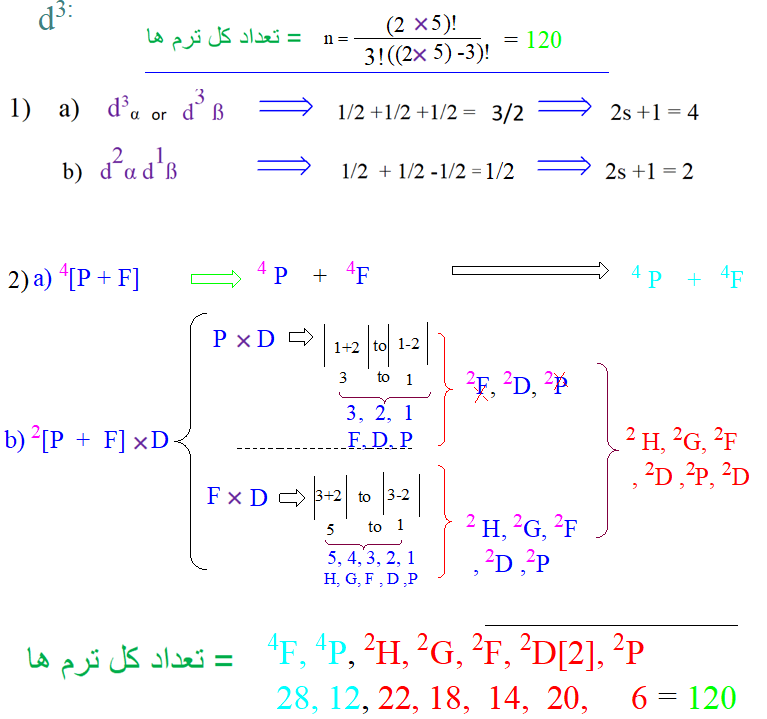 d³:
تعداد کل ترم ها = n = (2 ×5)! / 3!((2× 5) -3)! = 120
1) a) d³α or d³ ß ⟹ 1/2 +1/2 +1/2 = 3/2 ⟹ 2s +1 = 4
b) d²α d¹ß ⟹ 1/2 + 1/2 -1/2 = 1/2 ⟹ 2s +1 = 2
2) a) ⁴[P + F] ⇨ ⁴P + ⁴F ⇨ ⁴P + ⁴F
P × D ⇨ | 1+2 | to | 1-2 |
3 to 1
3, 2, 1
F, D, P
²F, ²D, ²P
b) ²[P + F] ×D
F × D ⇨ |3+2| to |3-2|
5 to 1
5, 4, 3, 2, 1
H, G, F , D ,P
² H, ²G, ²F
, ²D ,²P
² H, ²G, ²F
, ²D ,²P, ²D
تعداد کل ترم ها = ⁴F, ⁴P, ²H, ²G, ²F, ²D[2], ²P
28, 12, 22, 18, 14, 20, 6 = 120